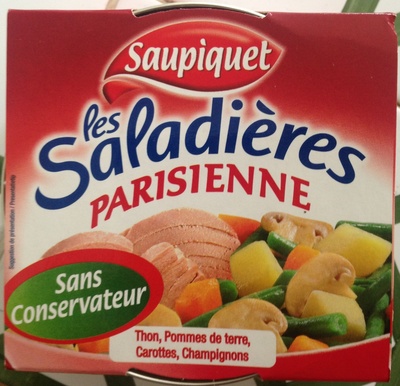 Suggestion de présentation / Presentatietip
Saupiquet
les
Saladières
PARISIENNE
Sans
Conservateur
Thon, Pommes de terre,
Carottes, Champignons